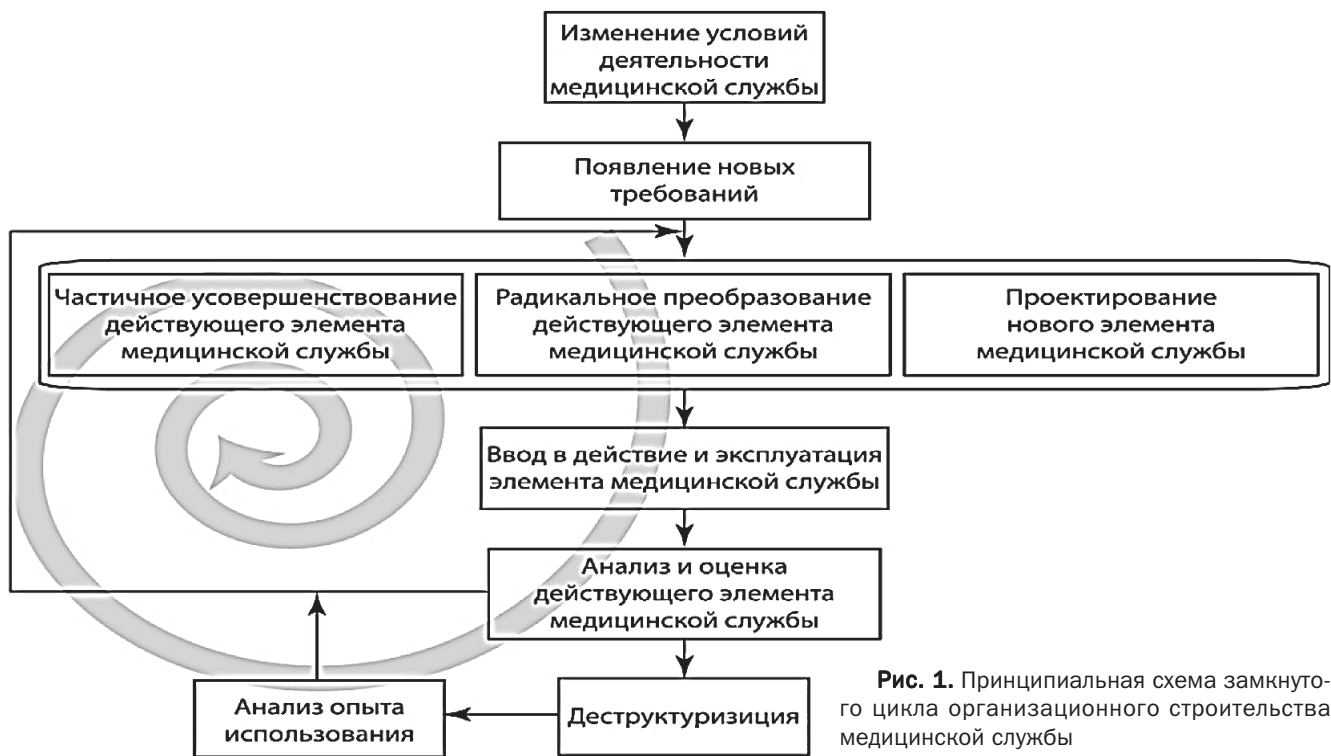 Изменение условий
деятельности
медицинской службы
Появление новых
требований
Частичное усовершенствование
действующего элемента
медицинской службы
Радикальное преобразование
действующего элемента
медицинской службы
Проектирование
нового элемента
медицинской службы
Ввод в действие и эксплуатация
элемента медицинской службы
Анализ и оценка
действующего элемента
медицинской службы
Анализ опыта
использования
Деструктуризиция
Рис. 1. Принципиальная схема замкнуто-
го цикла организационного строительства
медицинской службы